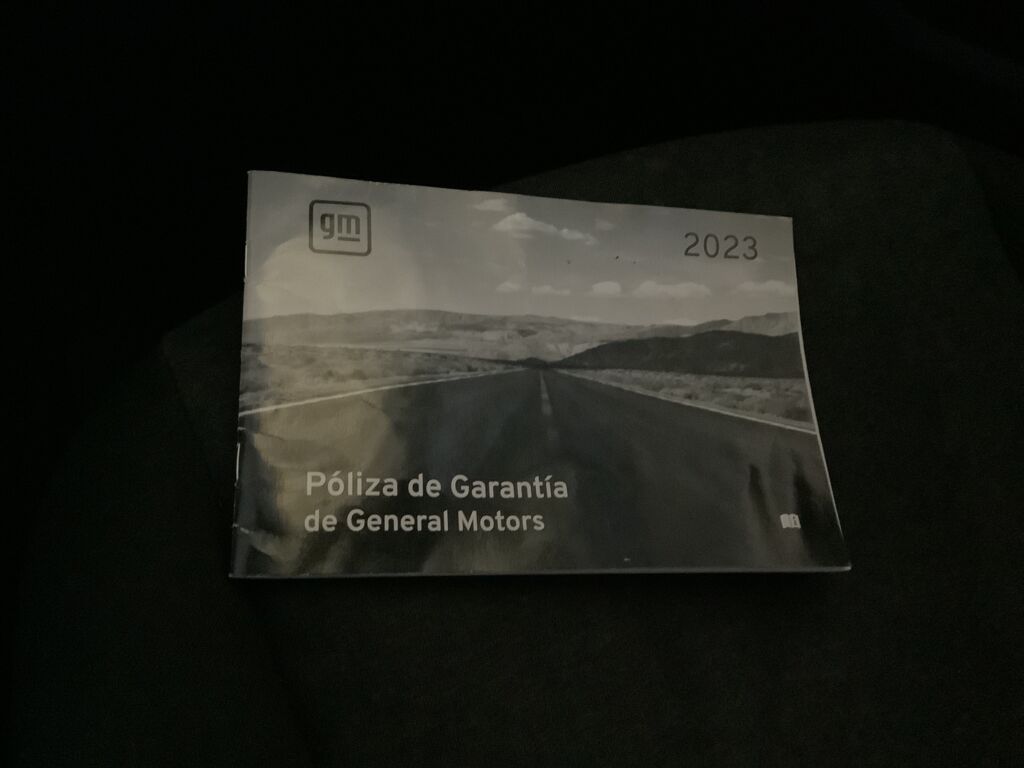 gm
2023
Póliza de Garantía
de General Motors